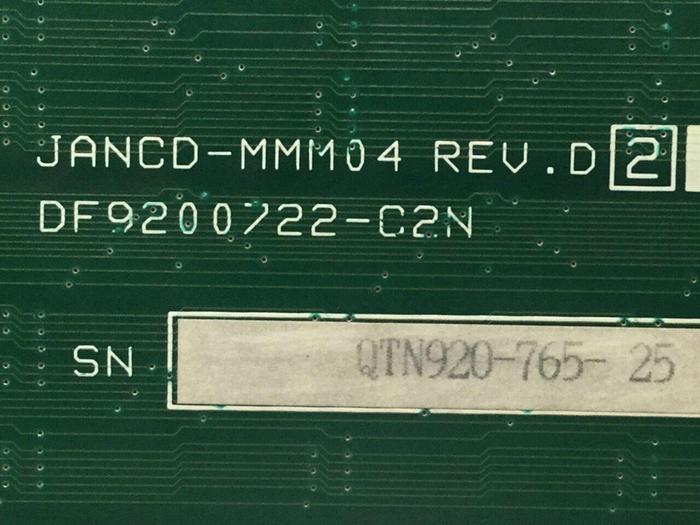 JANCD-MMM04 REV.D 2
DF9200722-C2N
SN QTN920-765- 25